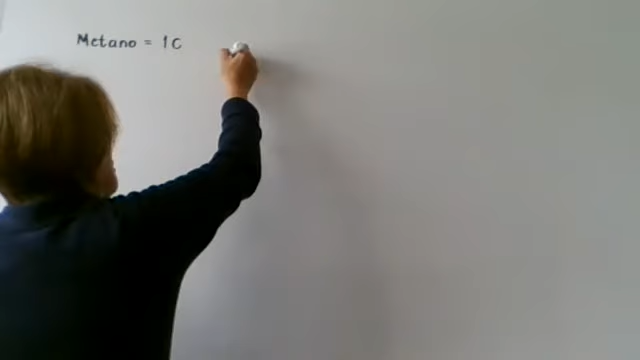 Metano = 1C